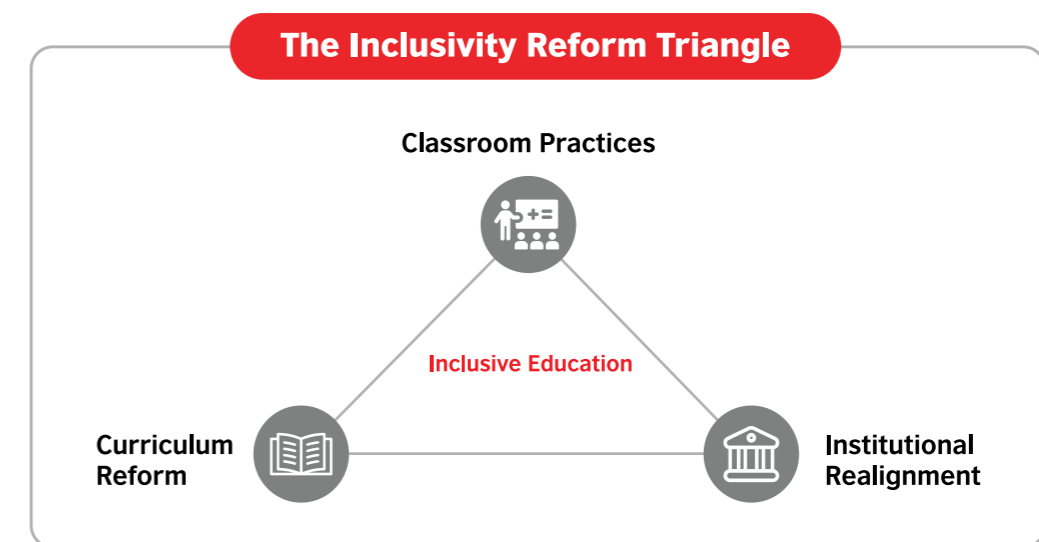 The Inclusivity Reform Triangle
Classroom Practices
+=
Inclusive Education
Curriculum
Reform
Institutional
Realignment